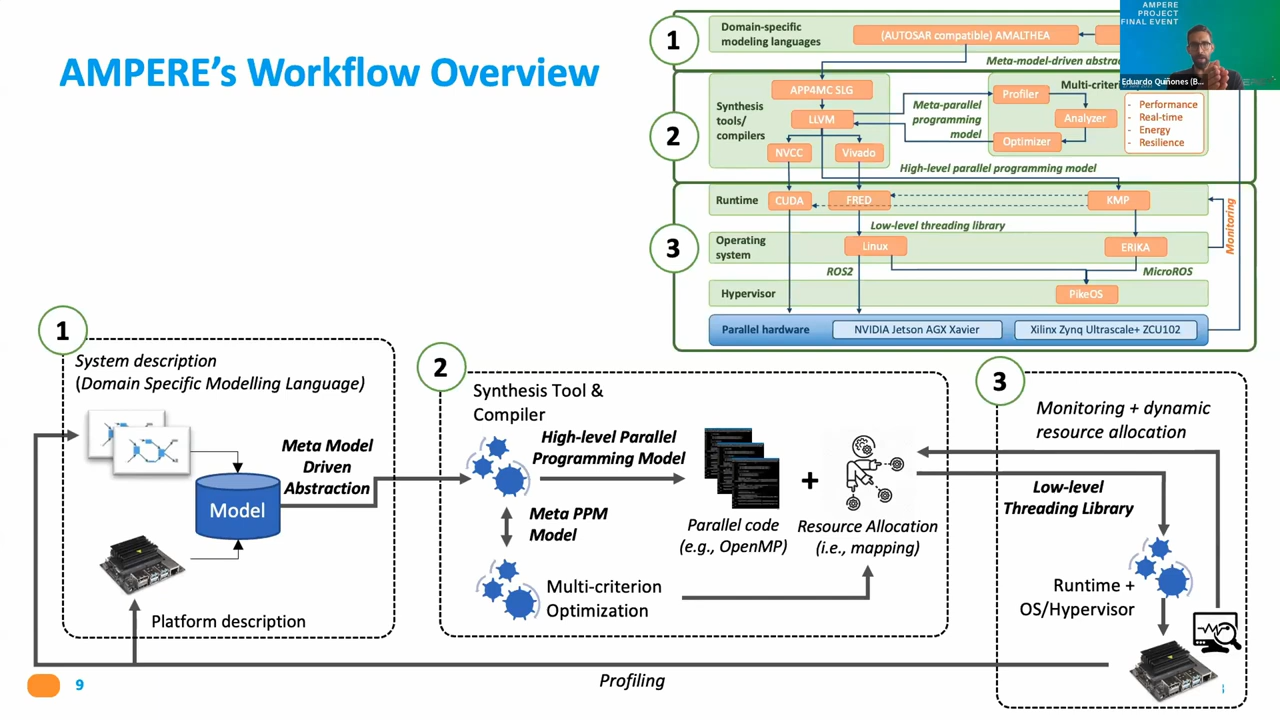 AMPERE's Workflow Overview
AMPERE
PROJECT
FINAL EVENT
Eduardo Quiñones (B...
1
Domain-specific
modeling languages
(AUTOSAR compatible) AMALTHEA
Meta-model-driven abstrac
2
Synthesis
tools/
compilers
APP4MC SLG
LLVM
NVCC
Vivado
Meta-parallel
programming
model
Multi-criter
Profiler
Analyzer
Optimizer
- Performance
- Real-time
- Energy
- Resilience
High-level parallel programming model
3
Runtime
CUDA
FRED
KMP
Low-level threading library
Monitoring
Operating
system
Linux
ERIKA
ROS2
MicroROS
Hypervisor
PikeOS
Parallel hardware
NVIDIA Jetson AGX Xavier
Xilinx Zynq Ultrascale+ ZCU102
1
System description
(Domain Specific Modelling Language)
Model
Platform description
Meta Model
Driven
Abstraction
2
Synthesis Tool &
Compiler
High-level Parallel
Programming Model
Meta PPM
Model
Multi-criterion
Optimization
Parallel code
(e.g., OpenMP)
+
Resource Allocation
(i.e., mapping)
3
Monitoring + dynamic
resource allocation
Low-level
Threading Library
Runtime +
OS/Hypervisor
Profiling
9